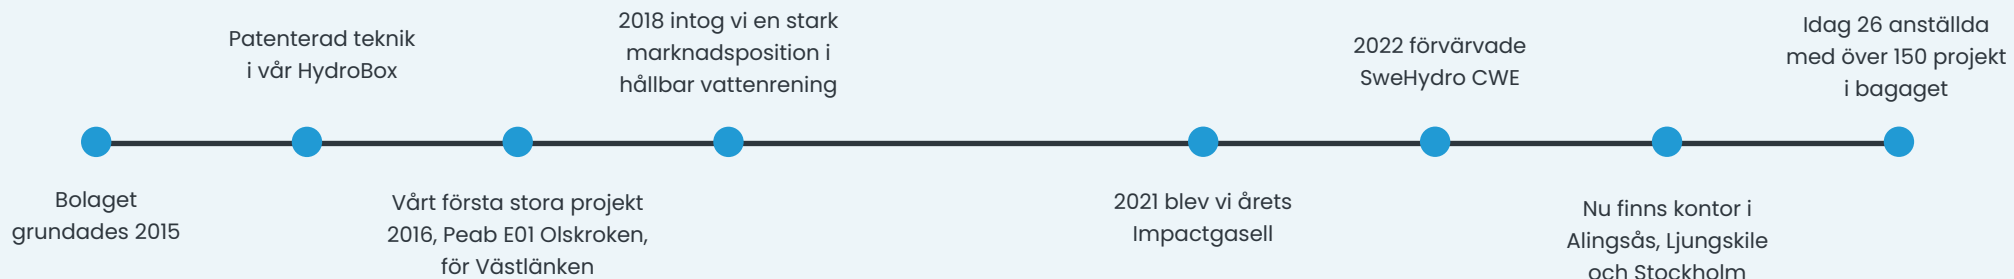 Bolaget
grundades 2015
Patenterad teknik
i vår HydroBox
Vårt första stora projekt
2016, Peab E01 Olskroken,
för Västlänken
2018 intog vi en stark
marknadsposition i
hållbar vattenrening
2021 blev vi årets
Impactgasell
2022 förvärvade
SweHydro CWE
Nu finns kontor i
Alingsås, Ljungskile
och Stockholm
Idag 26 anställda
med över 150 projekt
i bagaget